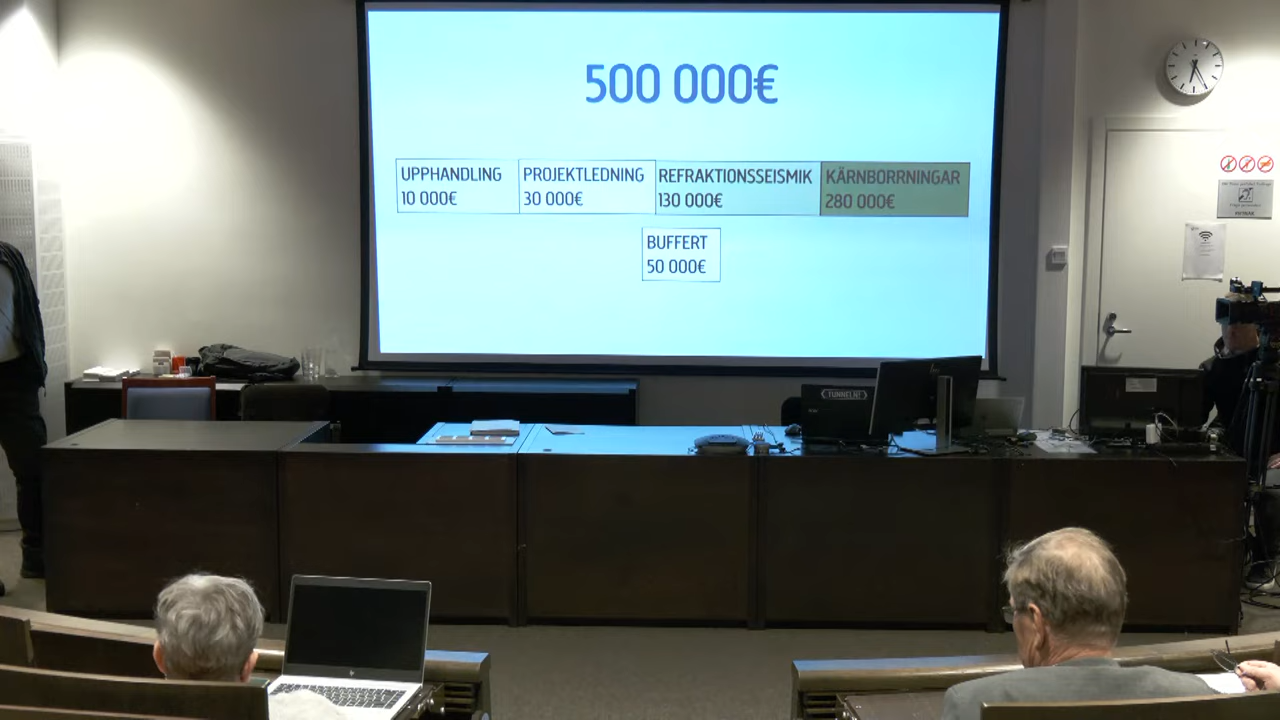 500 000€
UPPHANDLING
10 000€
PROJEKTLEDNING
30 000€
REFRAKTIONSSEISMIK
130 000€
KÄRNBORRNINGAR
280 000€
BUFFERT
50 000€
TUNNELN!